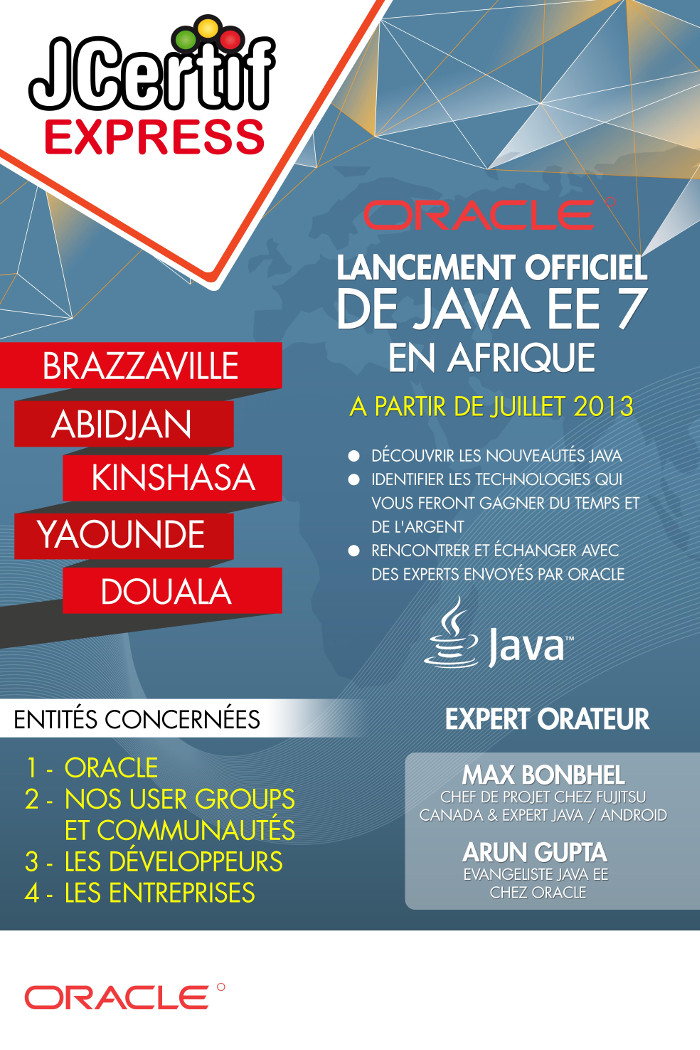 JCertif
EXPRESS
ORACLE
LANCEMENT OFFICIEL
DE JAVA EE 7
EN AFRIQUE
A PARTIR DE JUILLET 2013
BRAZZAVILLE
ABIDJAN
KINSHASA
YAOUNDE
DOUALA
● DÉCOUVRIR LES NOUVEAUTÉS JAVA
● IDENTIFIER LES TECHNOLOGIES QUI
VOUS FERONT GAGNER DU TEMPS ET
DE L'ARGENT
● RENCONTRER ET ÉCHANGER AVEC
DES EXPERTS ENVOYÉS PAR ORACLE
Java™
ENTITÉS CONCERNÉES
1 - ORACLE
2 - NOS USER GROUPS
ET COMMUNAUTÉS
3 - LES DÉVELOPPEURS
4 - LES ENTREPRISES
EXPERT ORATEUR
MAX BONBHEL
CHEF DE PROJET CHEZ FUJITSU
CANADA & EXPERT JAVA / ANDROID
ARUN GUPTA
EVANGELISTE JAVA EE
CHEZ ORACLE
ORACLE